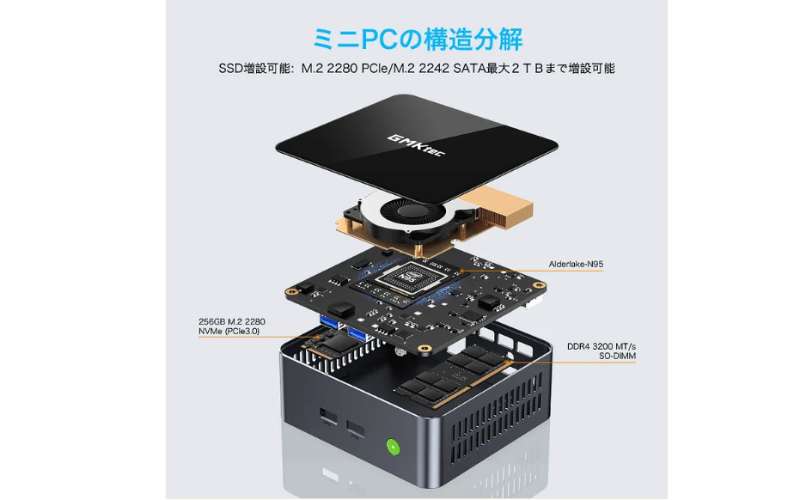 ミニPCの構造分解
SSD増設可能: M.2 2280 PCIe/M.2 2242 SATA最大２ＴＢまで増設可能
GMKtec
Alderlake-N95
N95
256GB M.2 2280
NVMe (PCIe3.0)
DDR4 3200 MT/s
SO-DIMM